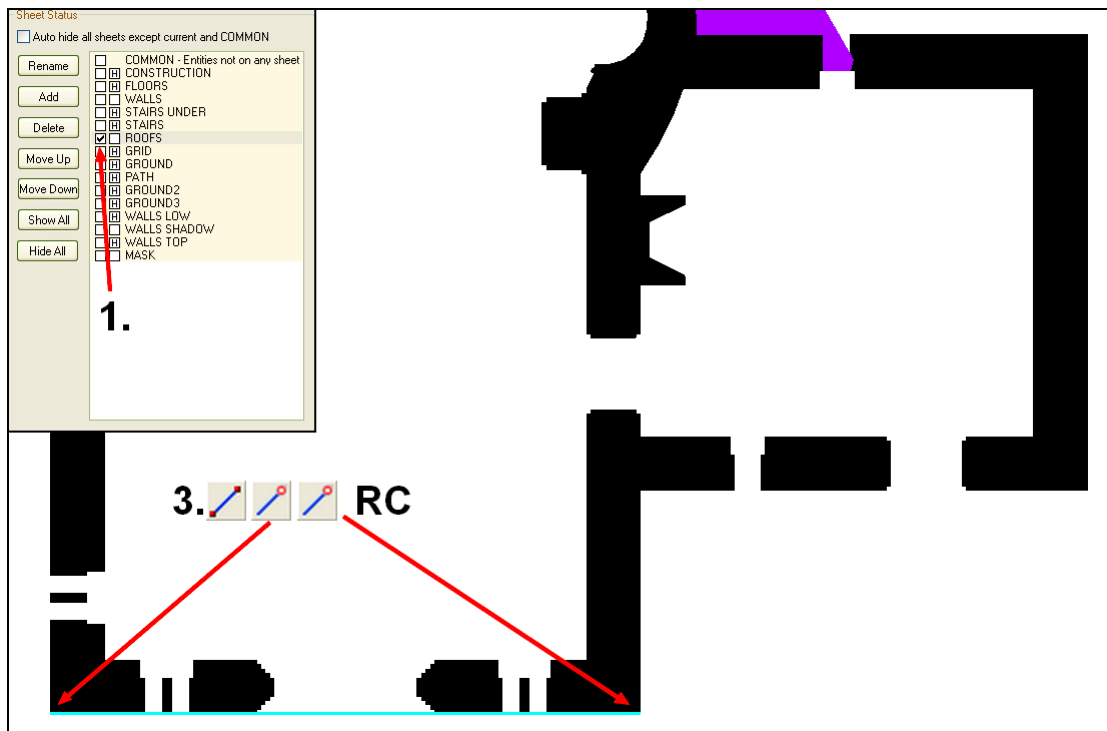 Sheet Status
Auto hide all sheets except current and COMMON
Rename
Add
Delete
Move Up
Move Down
Show All
Hide All
COMMON - Entities not on any sheet
H CONSTRUCTION
H FLOORS
WALLS
H STAIRS UNDER
H STAIRS
ROOFS
H GRID
H GROUND
H PATH
H GROUND2
H GROUND3
H WALLS LOW
WALLS SHADOW
H WALLS TOP
MASK
1.
3. RC